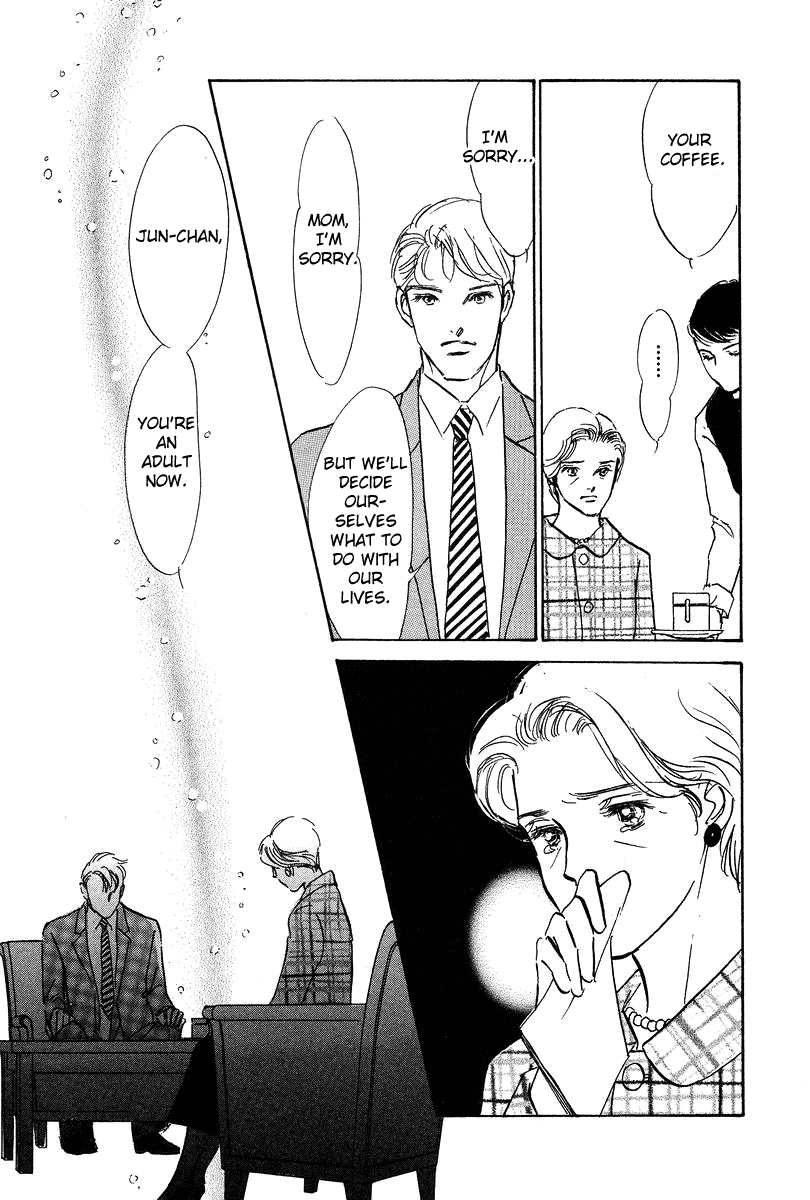 YOUR
COFFEE.
......
I'M
SORRY...
MOM,
I'M
SORRY.
BUT WE'LL
DECIDE
OUR-
SELVES
WHAT TO
DO WITH
OUR
LIVES.
JUN-CHAN,
YOU'RE
AN
ADULT
NOW.